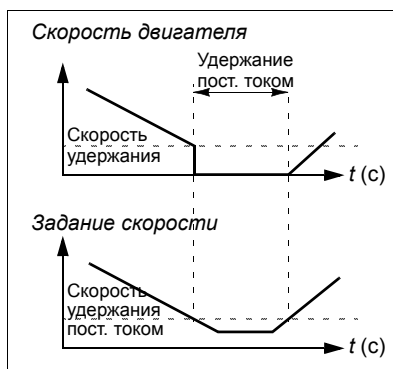 Скорость двигателя
Удержание
пост. током
Скорость
удержания
t (с)
Задание скорости
Скорость
удержания
пост. током
t (с)